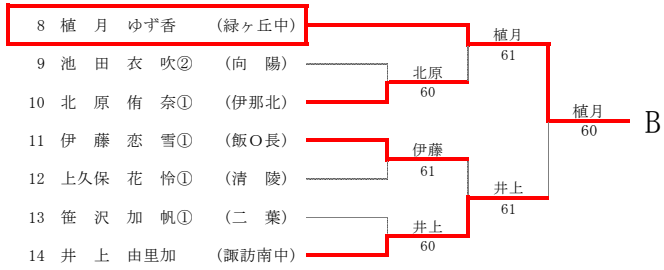 8 植 月 ゆず香 (緑ヶ丘中)
植月
61
9 池 田 衣 吹② (向 陽)
北原
60
10 北 原 侑 奈① (伊那北)
植月
60
B
11 伊 藤 恋 雪① (飯O長)
伊藤
61
12 上久保 花 怜① (清 陵)
井上
61
13 笹 沢 加 帆① (二 葉)
井上
60
14 井 上 由里加 (諏訪南中)